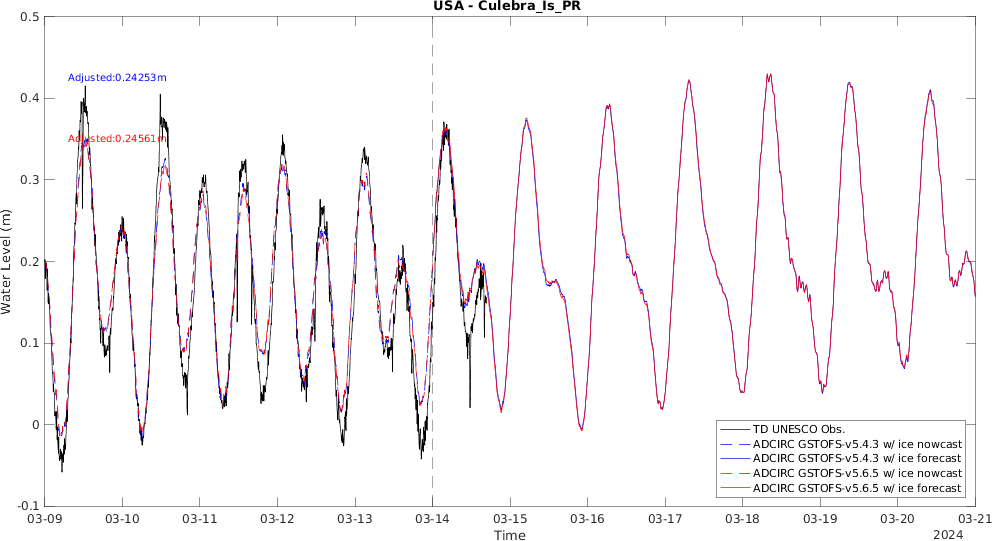 USA - Culebra_Is_PR
0.5
0.4
0.3
0.2
0.1
0
-0.1
Water Level (m)
Adjusted:0.24253m
Adjusted:0.24561m
TD UNESCO Obs.
ADCIRC GSTOFS-v5.4.3 w/ ice nowcast
ADCIRC GSTOFS-v5.4.3 w/ ice forecast
ADCIRC GSTOFS-v5.6.5 w/ ice nowcast
ADCIRC GSTOFS-v5.6.5 w/ ice forecast
03-09 03-10 03-11 03-12 03-13 03-14 03-15 03-16 03-17 03-18 03-19 03-20 03-21
Time
2024